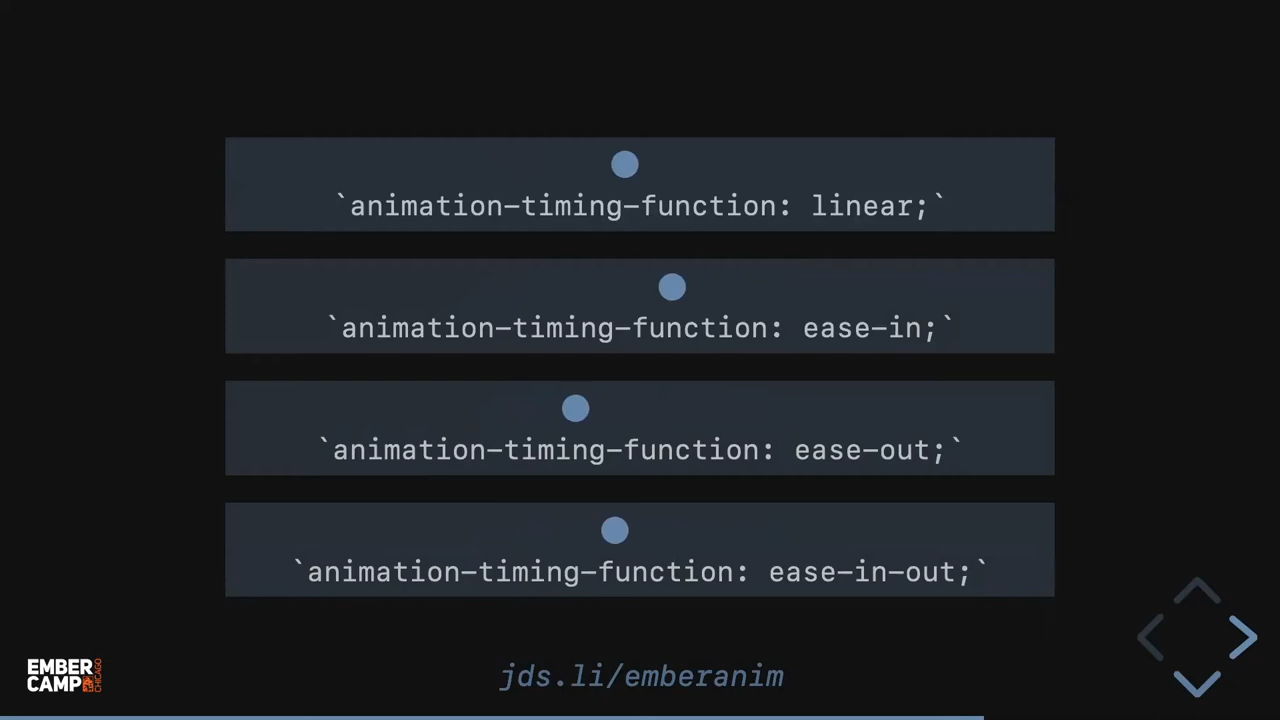 `animation-timing-function: linear;`
`animation-timing-function: ease-in;`
`animation-timing-function: ease-out;`
`animation-timing-function: ease-in-out;`
EMBER
CAMP
CHICAGO
jds.li/emberanim